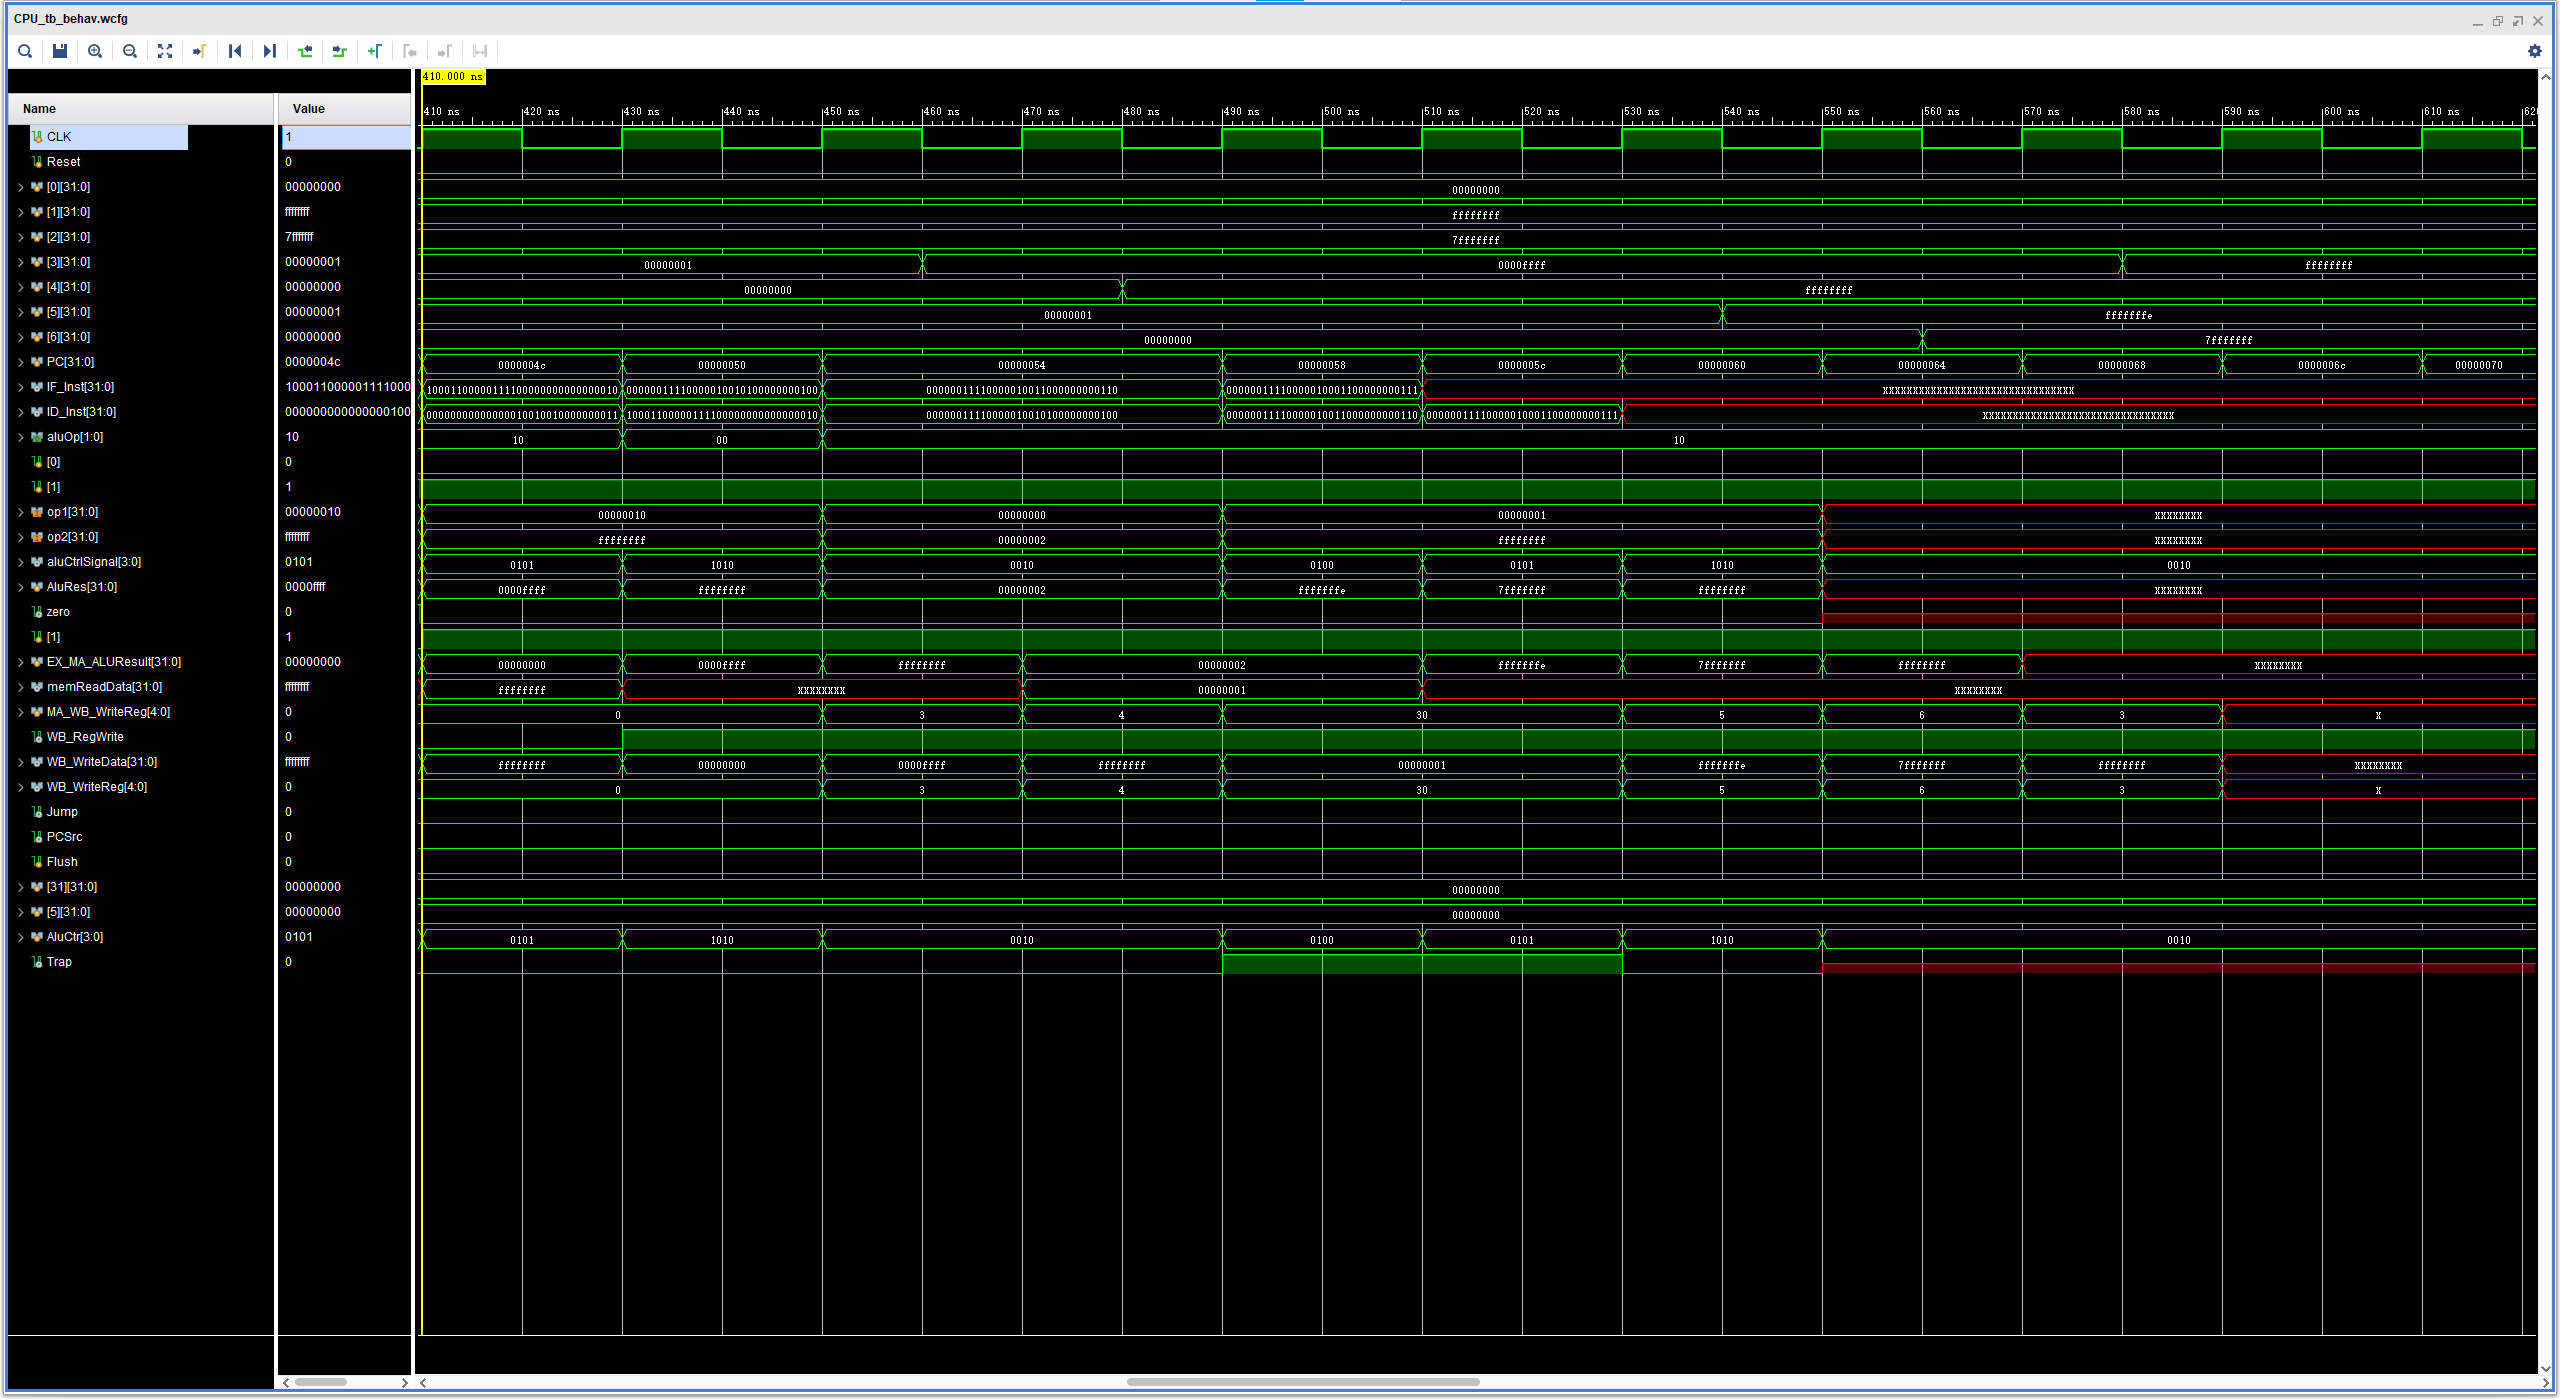 CPU_tb_behav.wcfg
410.000 ns
Name Value
410 ns 420 ns 430 ns 440 ns 450 ns 460 ns 470 ns 480 ns 490 ns 500 ns 510 ns 520 ns 530 ns 540 ns 550 ns 560 ns 570 ns 580 ns 590 ns 600 ns 610 ns 620
CLK 1
Reset 0
[0][31:0] 00000000 00000000
[1][31:0] ffffffff ffffffff
[2][31:0] 7fffffff 7fffffff
[3][31:0] 00000001 00000001 0000ffff ffffffff
[4][31:0] 00000000 00000000 ffffffff
[5][31:0] 00000001 00000001 fffffffe
[6][31:0] 00000000 00000000 7fffffff
PC[31:0] 0000004c 0000004c 00000050 00000054 00000058 0000005c 00000060 00000064 00000068 0000006c 00000070
IF_Inst[31:0]
ID_Inst[31:0]
aluOp[1:0] 10 10 00 10
[0] 0
[1] 1
op1[31:0] 00000010 00000010 00000000 00000001 XXXXXXXX
op2[31:0] ffffffff ffffffff 00000002 ffffffff XXXXXXXX
aluCtrlSignal[3:0] 0101 0101 1010 0010 0100 0101 1010 0010
AluRes[31:0] 0000ffff 0000ffff ffffffff 00000002 fffffffe 7fffffff ffffffff XXXXXXXX
zero 0
[1] 1
EX_MA_ALUResult[31:0] 00000000 00000000 0000ffff ffffffff 00000002 fffffffe 7fffffff ffffffff XXXXXXXX
memReadData[31:0] ffffffff ffffffff XXXXXXXX 00000001 XXXXXXXX
MA_WB_WriteReg[4:0] 0 0 3 4 30 5 6 3 X
WB_RegWrite 0
WB_WriteData[31:0] ffffffff ffffffff 00000000 0000ffff ffffffff 00000001 fffffffe 7fffffff ffffffff XXXXXXXX
WB_WriteReg[4:0] 0 0 3 4 30 5 6 3 X
Jump 0
PCSrc 0
Flush 0
[31][31:0] 00000000 00000000
[5][31:0] 00000000 00000000
AluCtr[3:0] 0101 0101 1010 0010 0100 0101 1010 0010
Trap 0